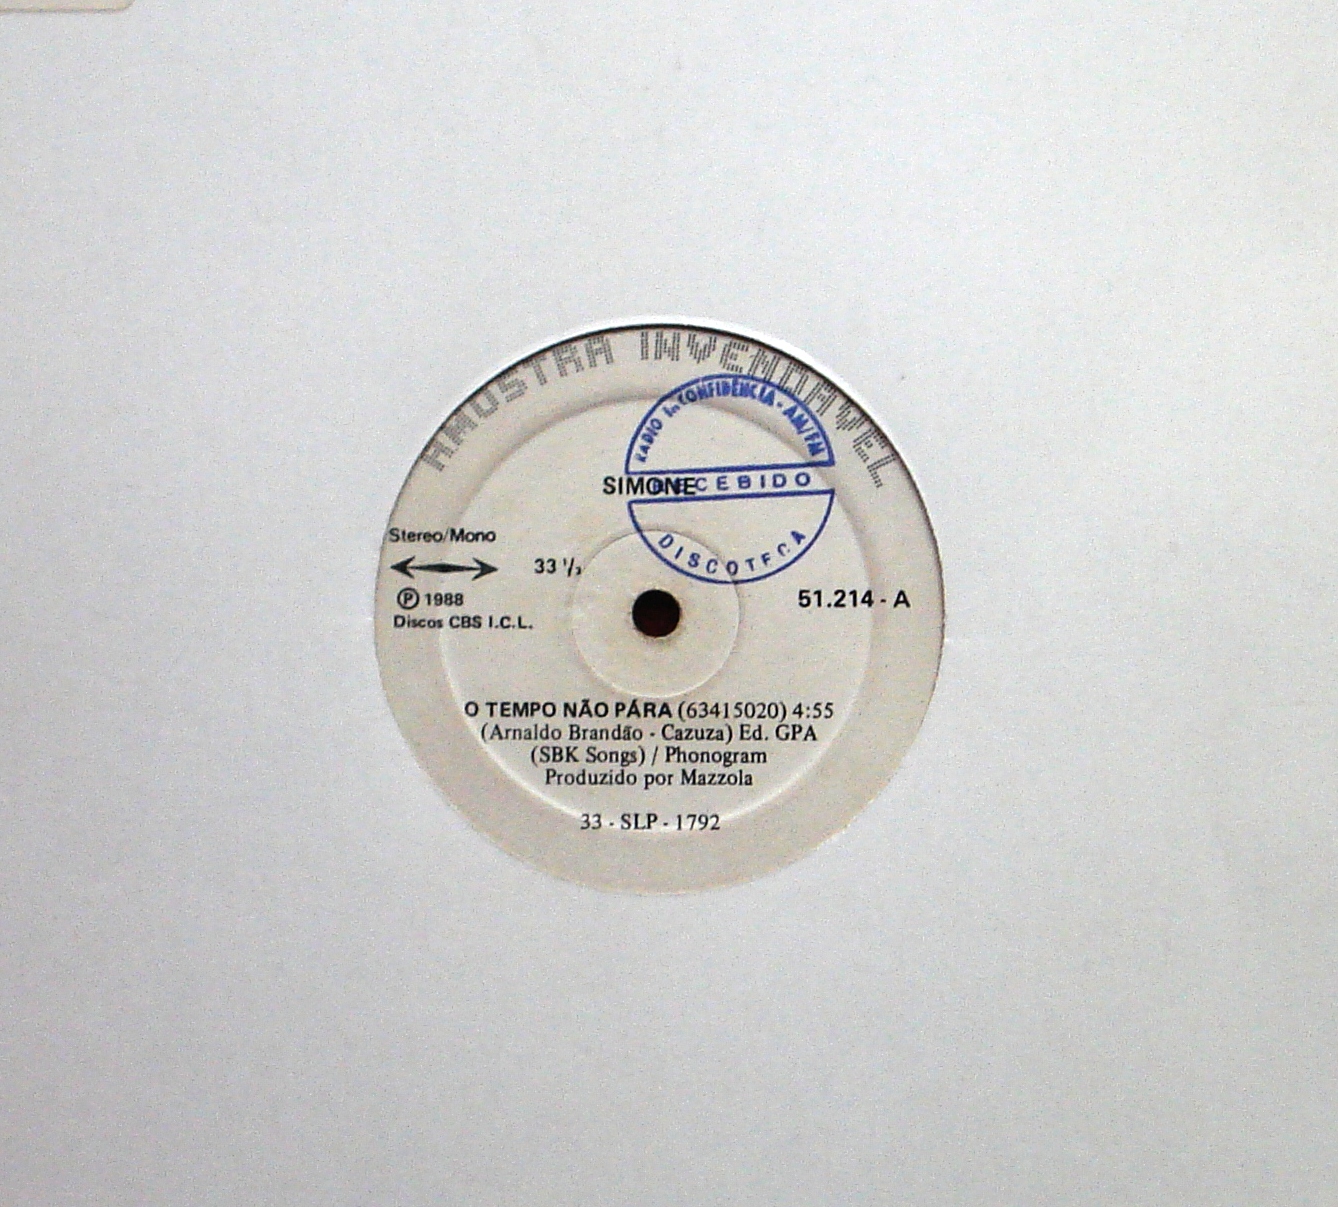 AMOSTRA INVENDÁVEL
RADIO INCONFIDÊNCIA - AM/FM
RECEBIDO
DISCOTECA
SIMONE
Stereo/Mono
33 1/3
℗ 1988
Discos CBS I.C.L.
51.214 - A
O TEMPO NÃO PÁRA (63415020) 4:55
(Arnaldo Brandão - Cazuza) Ed. GPA
(SBK Songs) / Phonogram
Produzido por Mazzola
33 - SLP - 1792